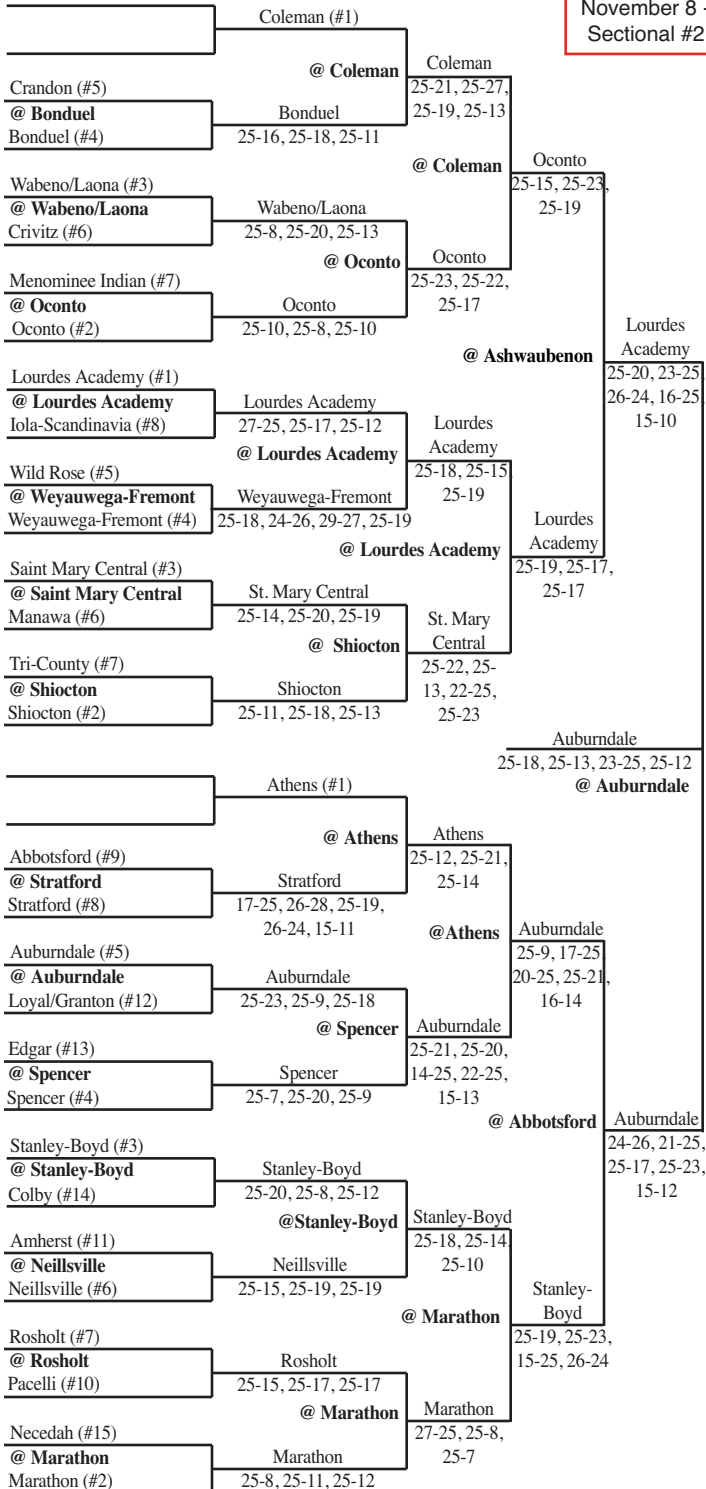 November 8 -
Sectional #2
Coleman (#1)
@ Coleman
Crandon (#5)
@ Bonduel
Bonduel (#4)
Bonduel
25-16, 25-18, 25-11
Coleman
25-21, 25-27,
25-19, 25-13
@ Coleman
Wabeno/Laona (#3)
@ Wabeno/Laona
Crivitz (#6)
Wabeno/Laona
25-8, 25-20, 25-13
@ Oconto
Menominee Indian (#7)
@ Oconto
Oconto (#2)
Oconto
25-10, 25-8, 25-10
Oconto
25-23, 25-22,
25-17
Oconto
25-15, 25-23,
25-19
@ Ashwaubenon
Lourdes Academy (#1)
@ Lourdes Academy
Iola-Scandinavia (#8)
Lourdes Academy
27-25, 25-17, 25-12
@ Lourdes Academy
Wild Rose (#5)
@ Weyauwega-Fremont
Weyauwega-Fremont (#4)
Weyauwega-Fremont
25-18, 24-26, 29-27, 25-19
Lourdes
Academy
25-18, 25-15,
25-19
@ Lourdes Academy
Saint Mary Central (#3)
@ Saint Mary Central
Manawa (#6)
St. Mary Central
25-14, 25-20, 25-19
@ Shiocton
Tri-County (#7)
@ Shiocton
Shiocton (#2)
Shiocton
25-11, 25-18, 25-13
St. Mary
Central
25-22, 25-
13, 22-25,
25-23
Lourdes
Academy
25-19, 25-17,
25-17
Lourdes
Academy
25-20, 23-25,
26-24, 16-25,
15-10
Auburndale
25-18, 25-13, 23-25, 25-12
@ Auburndale
Athens (#1)
@ Athens
Abbotsford (#9)
@ Stratford
Stratford (#8)
Stratford
17-25, 26-28, 25-19,
26-24, 15-11
Athens
25-12, 25-21,
25-14
@Athens
Auburndale (#5)
@ Auburndale
Loyal/Granton (#12)
Auburndale
25-23, 25-9, 25-18
@ Spencer
Edgar (#13)
@ Spencer
Spencer (#4)
Spencer
25-7, 25-20, 25-9
Auburndale
25-21, 25-20,
14-25, 22-25,
15-13
Auburndale
25-9, 17-25
20-25, 25-21,
16-14
@ Abbotsford
Stanley-Boyd (#3)
@ Stanley-Boyd
Colby (#14)
Stanley-Boyd
25-20, 25-8, 25-12
@Stanley-Boyd
Amherst (#11)
@ Neillsville
Neillsville (#6)
Neillsville
25-15, 25-19, 25-19
Stanley-Boyd
25-18, 25-14,
25-10
@ Marathon
Rosholt (#7)
@ Rosholt
Pacelli (#10)
Rosholt
25-15, 25-17, 25-17
@ Marathon
Necedah (#15)
@ Marathon
Marathon (#2)
Marathon
25-8, 25-11, 25-12
Marathon
27-25, 25-8,
25-7
Stanley-
Boyd
25-19, 25-23,
15-25, 26-24
Auburndale
24-26, 21-25,
25-17, 25-23,
15-12